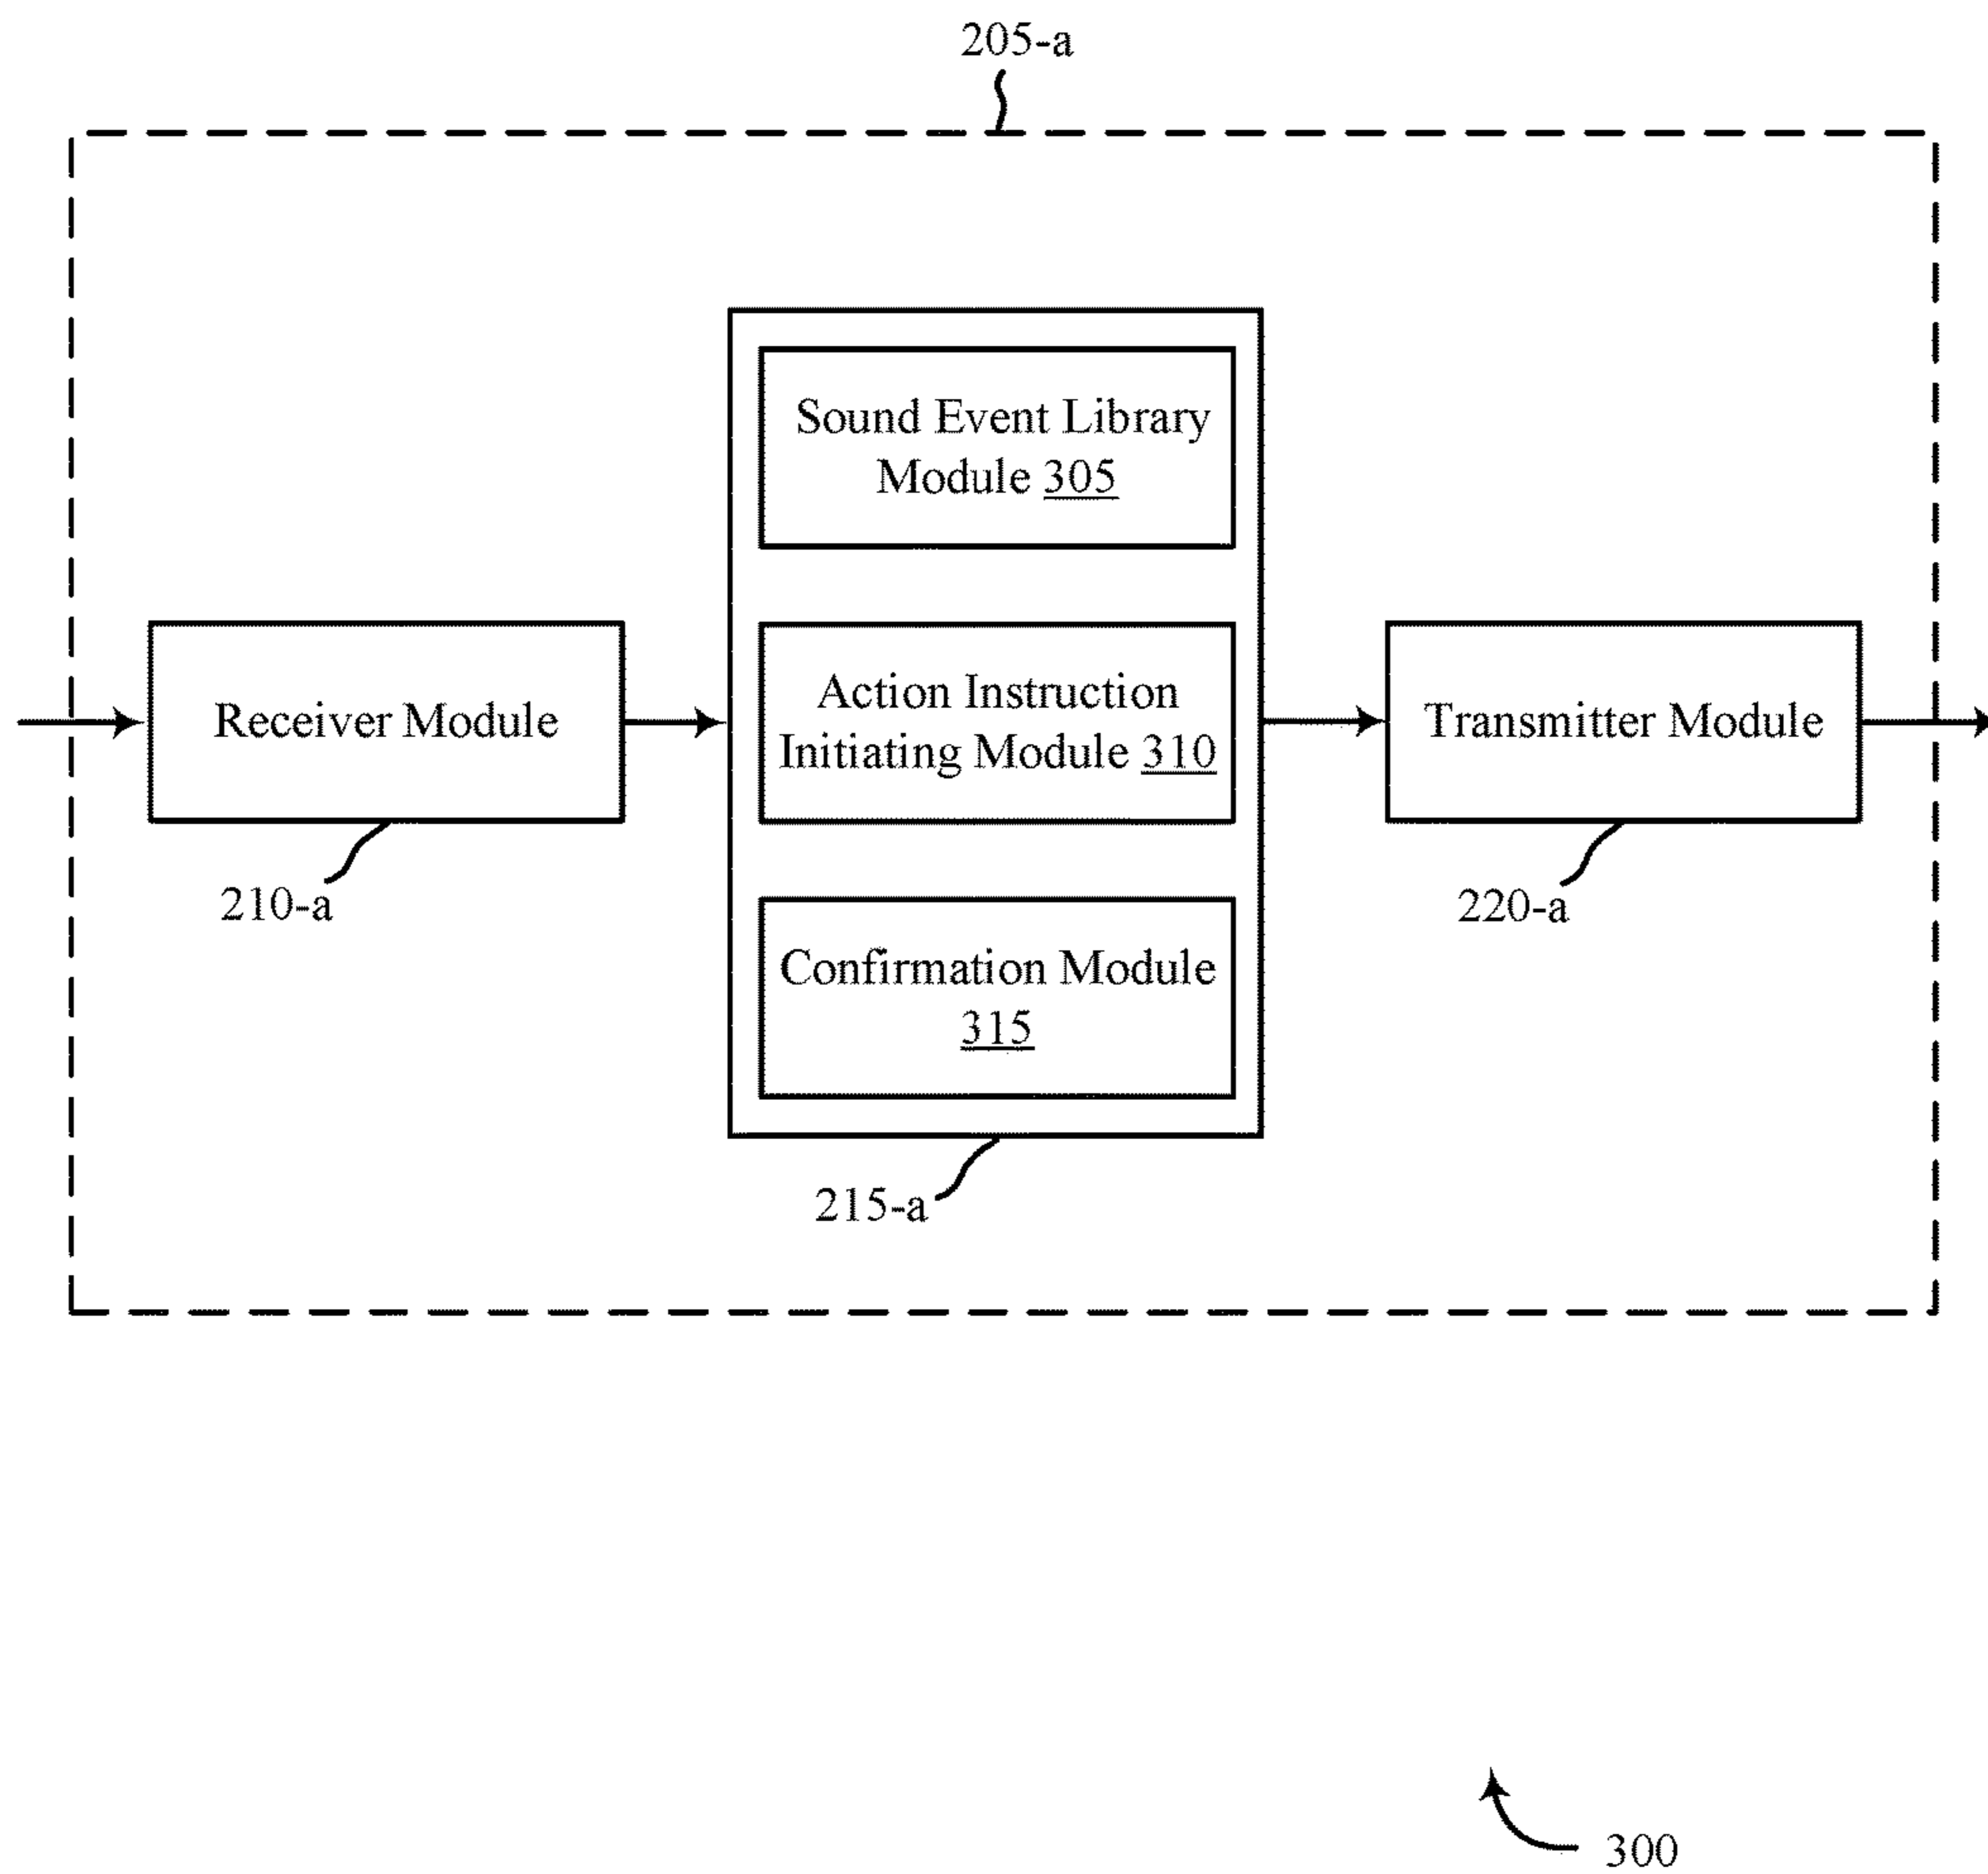 205-a
Sound Event Library
Module 305
Receiver Module
Action Instruction
Initiating Module 310
Transmitter Module
210-a
220-a
Confirmation Module
315
215-a
300